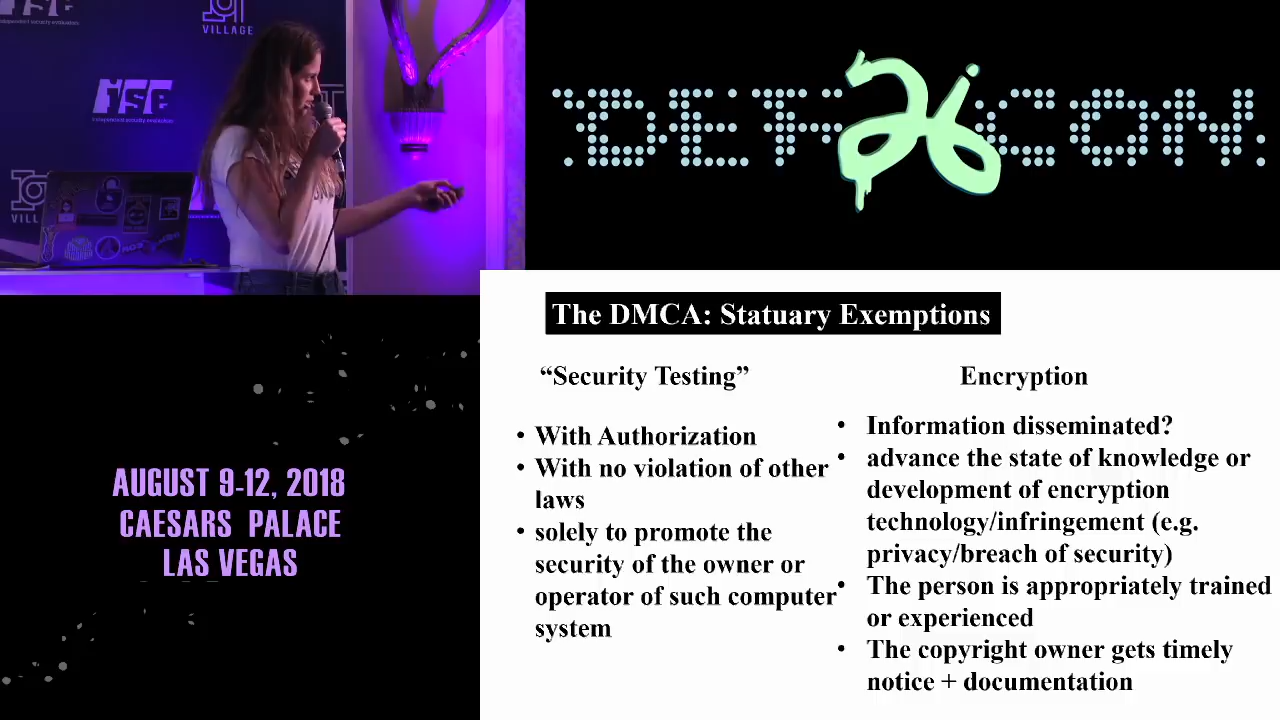 VILLAGE
ISE
DEF CON
26
The DMCA: Statuary Exemptions
“Security Testing”
• With Authorization
• With no violation of other
laws
• solely to promote the
security of the owner or
operator of such computer
system
Encryption
• Information disseminated?
• advance the state of knowledge or
development of encryption
technology/infringement (e.g.
privacy/breach of security)
• The person is appropriately trained
or experienced
• The copyright owner gets timely
notice + documentation
AUGUST 9-12, 2018
CAESARS PALACE
LAS VEGAS